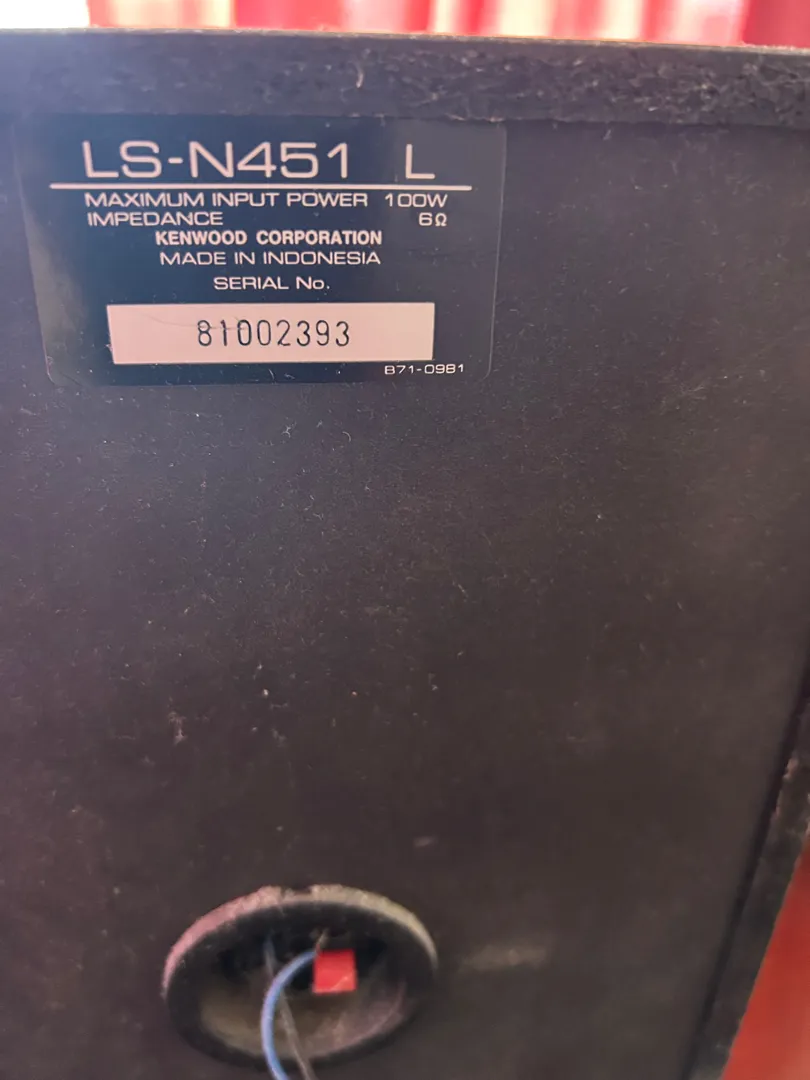 LS-N451 L
MAXIMUM INPUT POWER 100W
IMPEDANCE 6Ω
KENWOOD CORPORATION
MADE IN INDONESIA
SERIAL No.
81002393
B71-0981